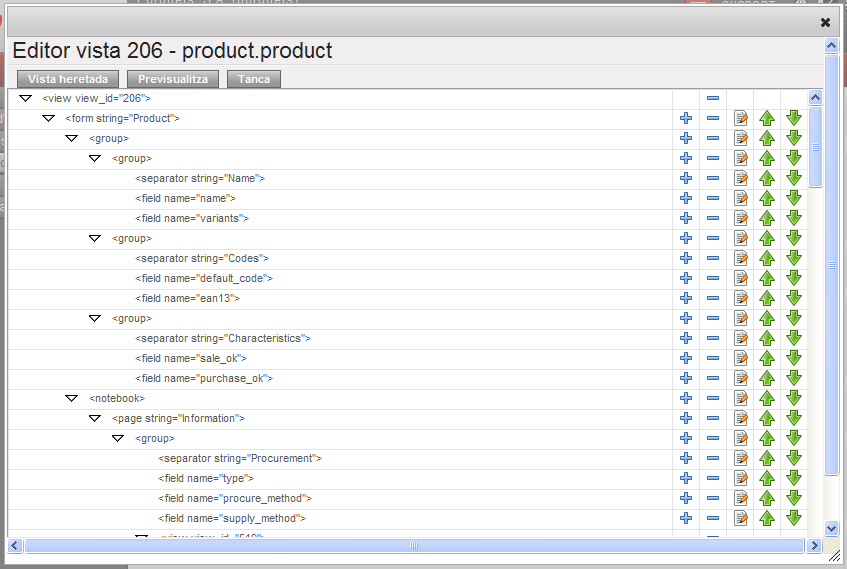 Editor vista 206 - product.product
Vista heretada Previsualitza Tanca
<view view_id="206">
<form string="Product">
<group>
<group>
<separator string="Name">
<field name="name">
<field name="variants">
<group>
<separator string="Codes">
<field name="default_code">
<field name="ean13">
<group>
<separator string="Characteristics">
<field name="sale_ok">
<field name="purchase_ok">
<notebook>
<page string="Information">
<group>
<separator string="Procurement">
<field name="type">
<field name="procure_method">
<field name="supply_method">